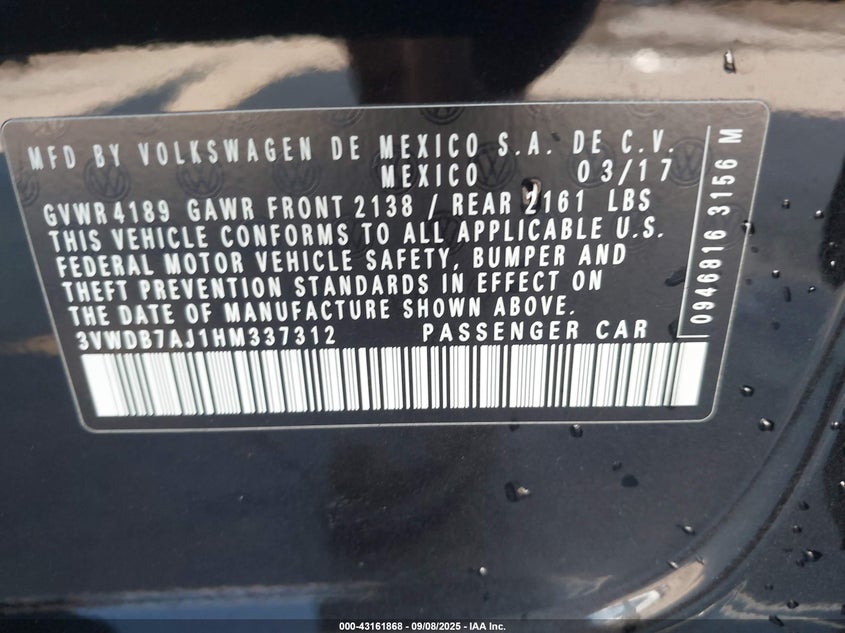 MFD BY VOLKSWAGEN DE MEXICO S.A. DE C.V.
MEXICO 03/17
GVWR 4189 GAWR FRONT 2138 / REAR 2161 LBS
THIS VEHICLE CONFORMS TO ALL APPLICABLE U.S.
FEDERAL MOTOR VEHICLE SAFETY, BUMPER AND
THEFT PREVENTION STANDARDS IN EFFECT ON
THE DATE OF MANUFACTURE SHOWN ABOVE.
3VWDB7AJ1HM337312 PASSENGER CAR
0946816 3156 M
000-43161868 - 09/08/2025 - IAA Inc.